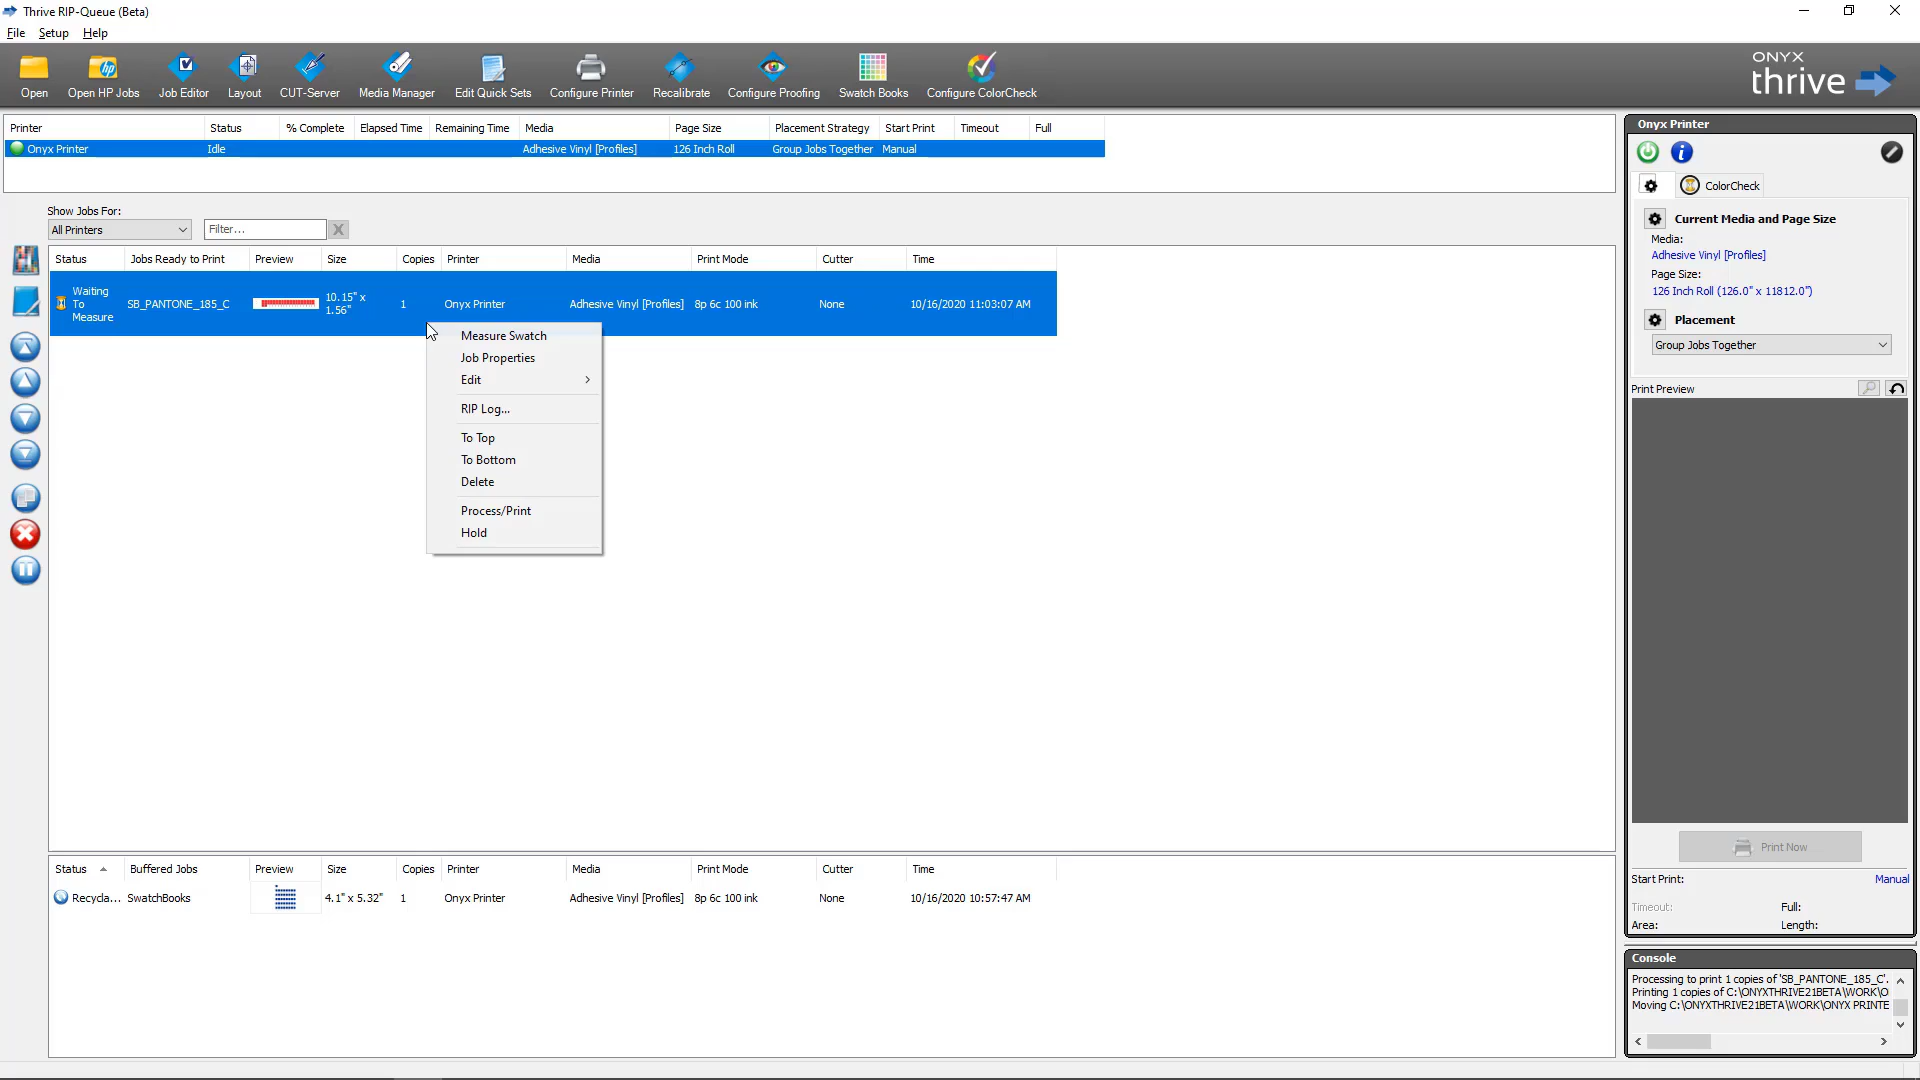 Thrive RIP-Queue (Beta)
File Setup Help
Open Open HP Jobs Job Editor Layout CUT-Server Media Manager Edit Quick Sets Configure Printer Recalibrate Configure Proofing Swatch Books Configure ColorCheck
ONYX
thrive
Printer Status % Complete Elapsed Time Remaining Time Media Page Size Placement Strategy Start Print Timeout Full
Onyx Printer Idle Adhesive Vinyl [Profiles] 126 Inch Roll Group Jobs Together Manual
Show Jobs For:
All Printers Filter... X
Status Jobs Ready to Print Preview Size Copies Printer Media Print Mode Cutter Time
Waiting
To
Measure
SB_PANTONE_185_C
10.15" x
1.56"
1 Onyx Printer Adhesive Vinyl [Profiles] 8p 6c 100 ink None 10/16/2020 11:03:07 AM
Measure Swatch
Job Properties
Edit
RIP Log...
To Top
To Bottom
Delete
Process/Print
Hold
Status Buffered Jobs Preview Size Copies Printer Media Print Mode Cutter Time
Recycla... SwatchBooks 4.1" x 5.32" 1 Onyx Printer Adhesive Vinyl [Profiles] 8p 6c 100 ink None 10/16/2020 10:57:47 AM
Onyx Printer
ColorCheck
Current Media and Page Size
Media:
Adhesive Vinyl [Profiles]
Page Size:
126 Inch Roll (126.0" x 11812.0")
Placement
Group Jobs Together
Print Preview
Print Now
Start Print: Manual
Timeout: Full:
Area: Length:
Console
Processing to print 1 copies of 'SB_PANTONE_185_C'.
Printing 1 copies of C:\ONYXTHRIVE21BETA\WORK\O
Moving C:\ONYXTHRIVE21BETA\WORK\ONYX PRINTE